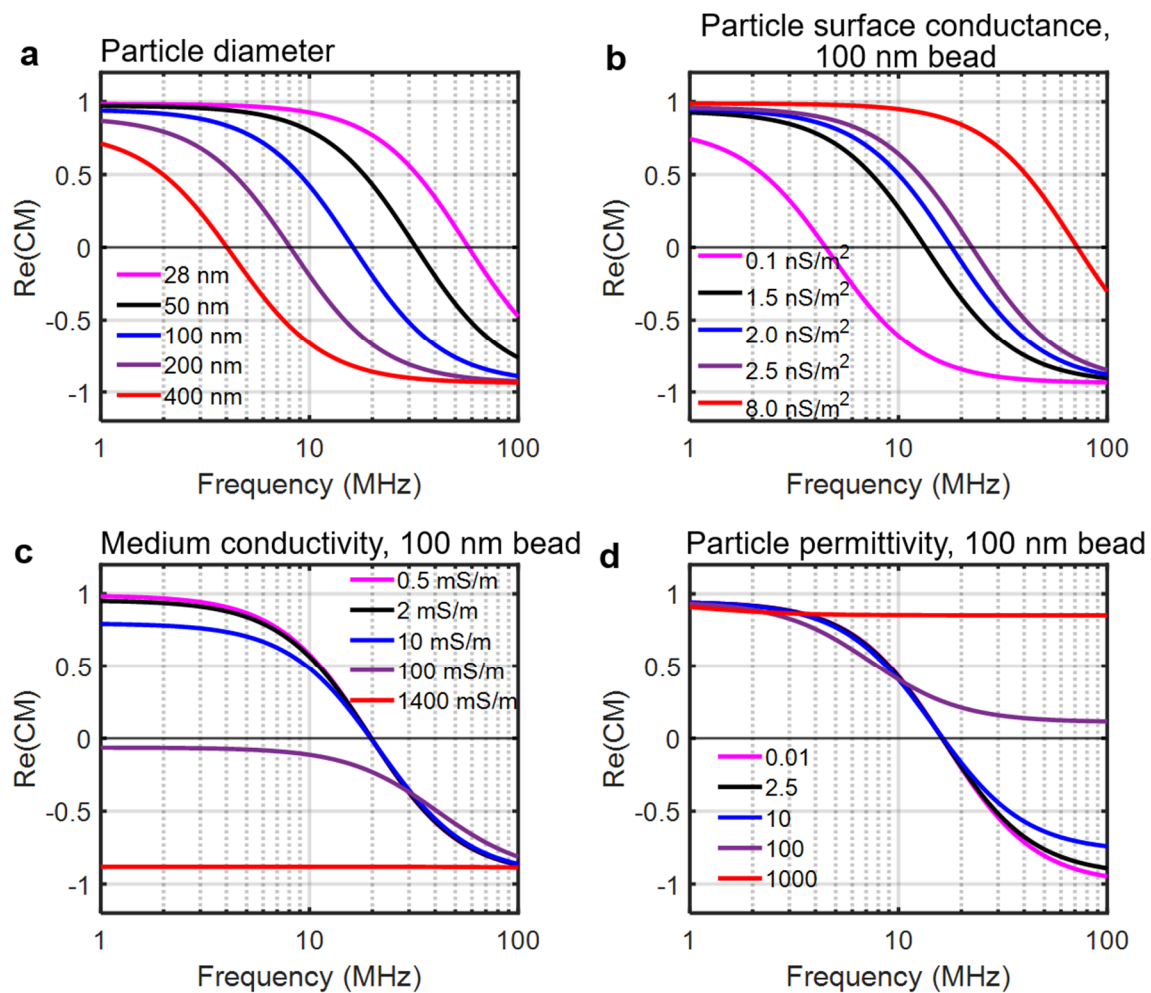 a
Particle diameter
1
0.5
0
-0.5
-1
Re(CM)
28 nm
50 nm
100 nm
200 nm
400 nm
1
10
100
Frequency (MHz)
b
Particle surface conductance,
100 nm bead
1
0.5
0
-0.5
-1
Re(CM)
0.1 nS/m²
1.5 nS/m²
2.0 nS/m²
2.5 nS/m²
8.0 nS/m²
1
10
100
Frequency (MHz)
c
Medium conductivity, 100 nm bead
1
0.5
0
-0.5
-1
Re(CM)
0.5 mS/m
2 mS/m
10 mS/m
100 mS/m
1400 mS/m
1
10
100
Frequency (MHz)
d
Particle permittivity, 100 nm bead
1
0.5
0
-0.5
-1
Re(CM)
0.01
2.5
10
100
1000
1
10
100
Frequency (MHz)